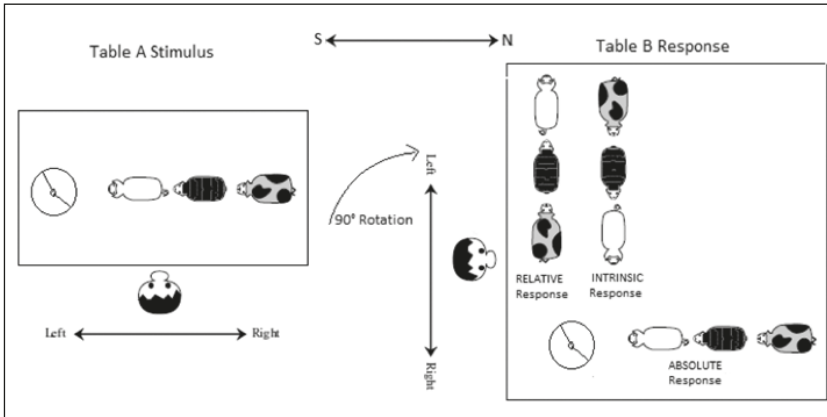 S N
Table A Stimulus
Table B Response
Left
90° Rotation
RELATIVE INTRINSIC
Response Response
Left Right
Right
ABSOLUTE
Response